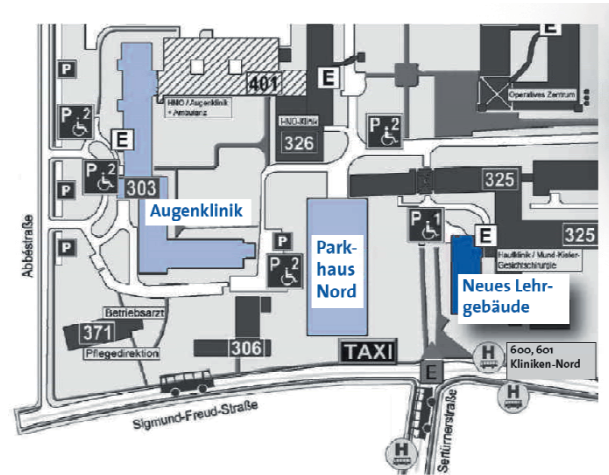 E
P
401
HNO / Augenklinik
+ Ambulanz
E
Operatives Zentrum
P 2
E
HNO-Klinik
326
P 2
P
P 2
303
325
Augenklinik
P 1
Abbéstraße
P
P
P 2
Park-
haus
Nord
E
325
Hautklinik / Mund-Kiefer-
Gesichtschirurgie
Neues Lehr-
gebäude
Betriebsarzt
371
Pflegedirektion
306
TAXI
H
600, 601
Kliniken-Nord
E
H
Sigmund-Freud-Straße
Sertürnerstraße
H